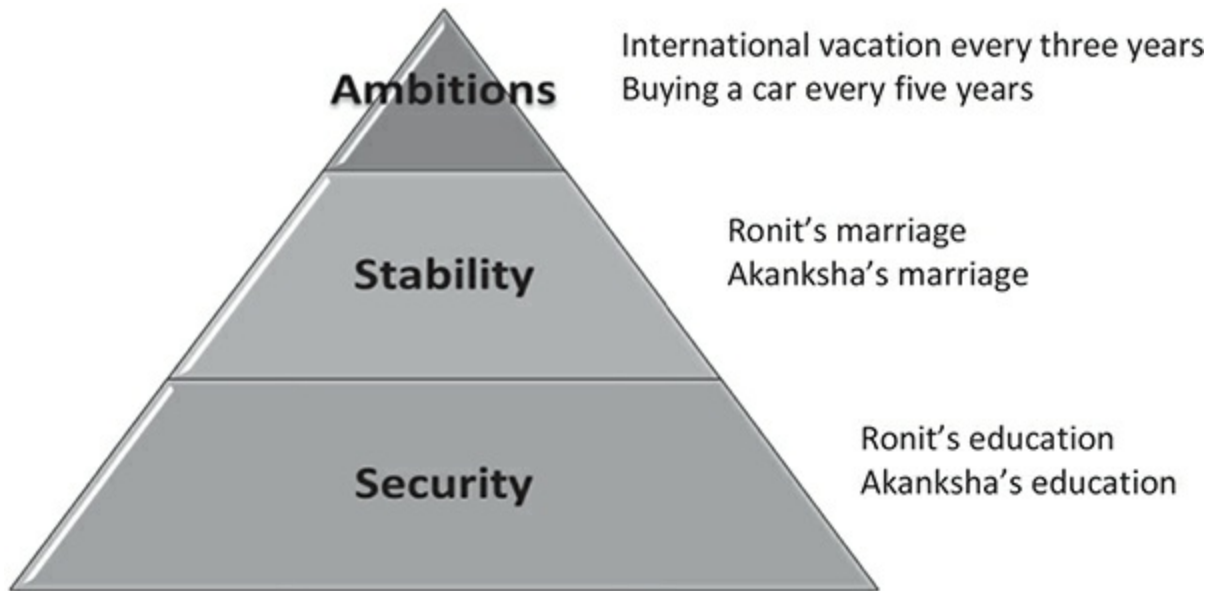 International vacation every three years
Ambitions
Buying a car every five years
Ronit’s marriage
Stability
Akanksha’s marriage
Ronit’s education
Security
Akanksha’s education